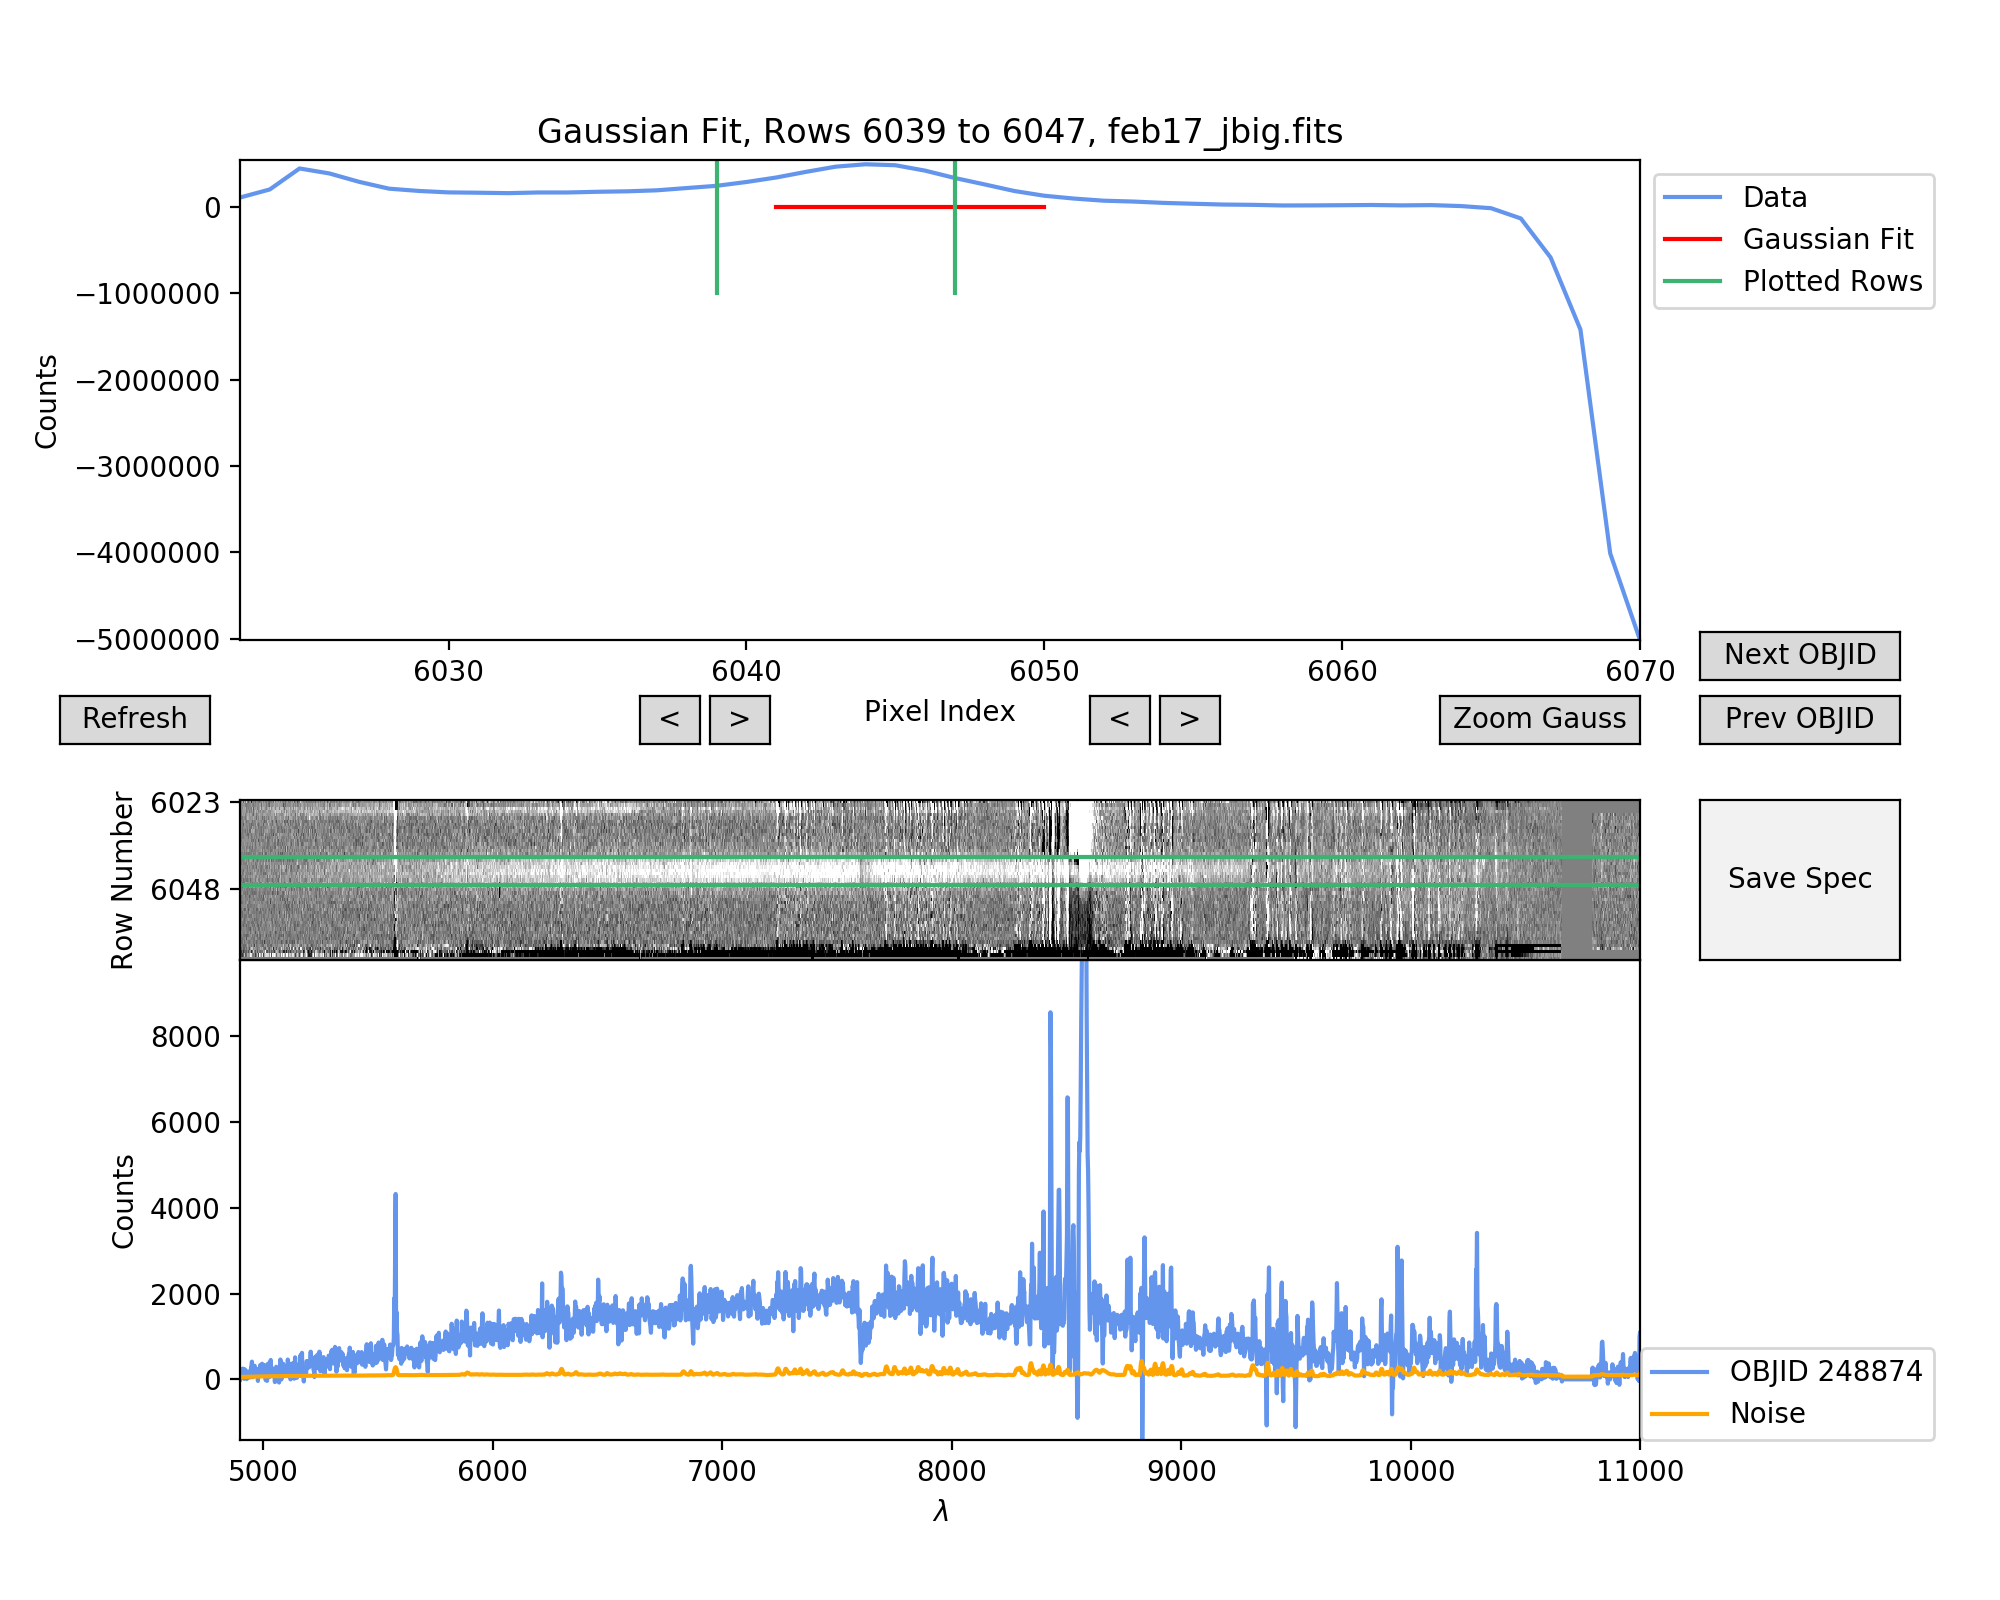 Gaussian Fit, Rows 6039 to 6047, feb17_jbig.fits
0
−1000000
−2000000
−3000000
−4000000
−5000000
Counts
6030 6040 6050 6060 6070
Pixel Index
Data
Gaussian Fit
Plotted Rows
Next OBJID
Refresh
<
>
<
>
Zoom Gauss
Prev OBJID
Row Number
6023
6048
Save Spec
Counts
8000
6000
4000
2000
0
OBJID 248874
Noise
5000 6000 7000 8000 9000 10000 11000
λ